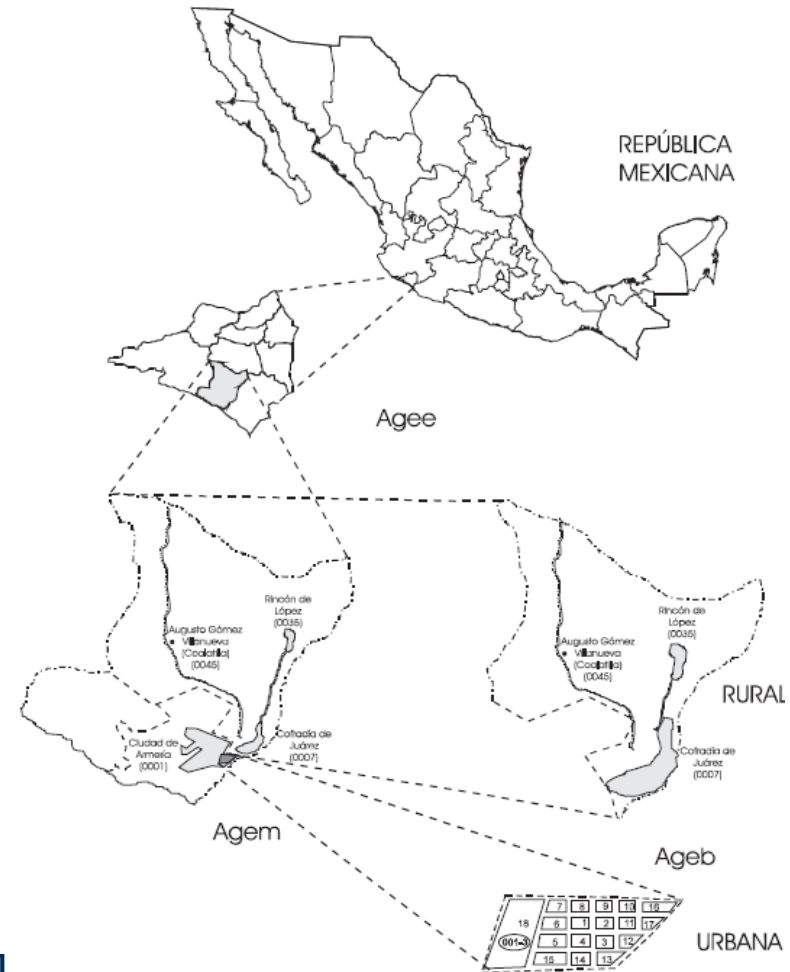 REPÚBLICA
MEXICANA
Agee
Rincón de
López
(0035)
Augusto Gómez
Villanueva
(Coalatilla)
(0045)
Ciudad de
Armería
(0001)
Cofradía de
Juárez
(0007)
Agem
Rincón de
López
(0035)
Augusto Gómez
Villanueva
(Coalatilla)
(0045)
RURAL
Cofradía de
Juárez
(0007)
Ageb
7 8 9 10 16
18 6 1 2 11 17
001-3 5 4 3 12
15 14 13
URBANA